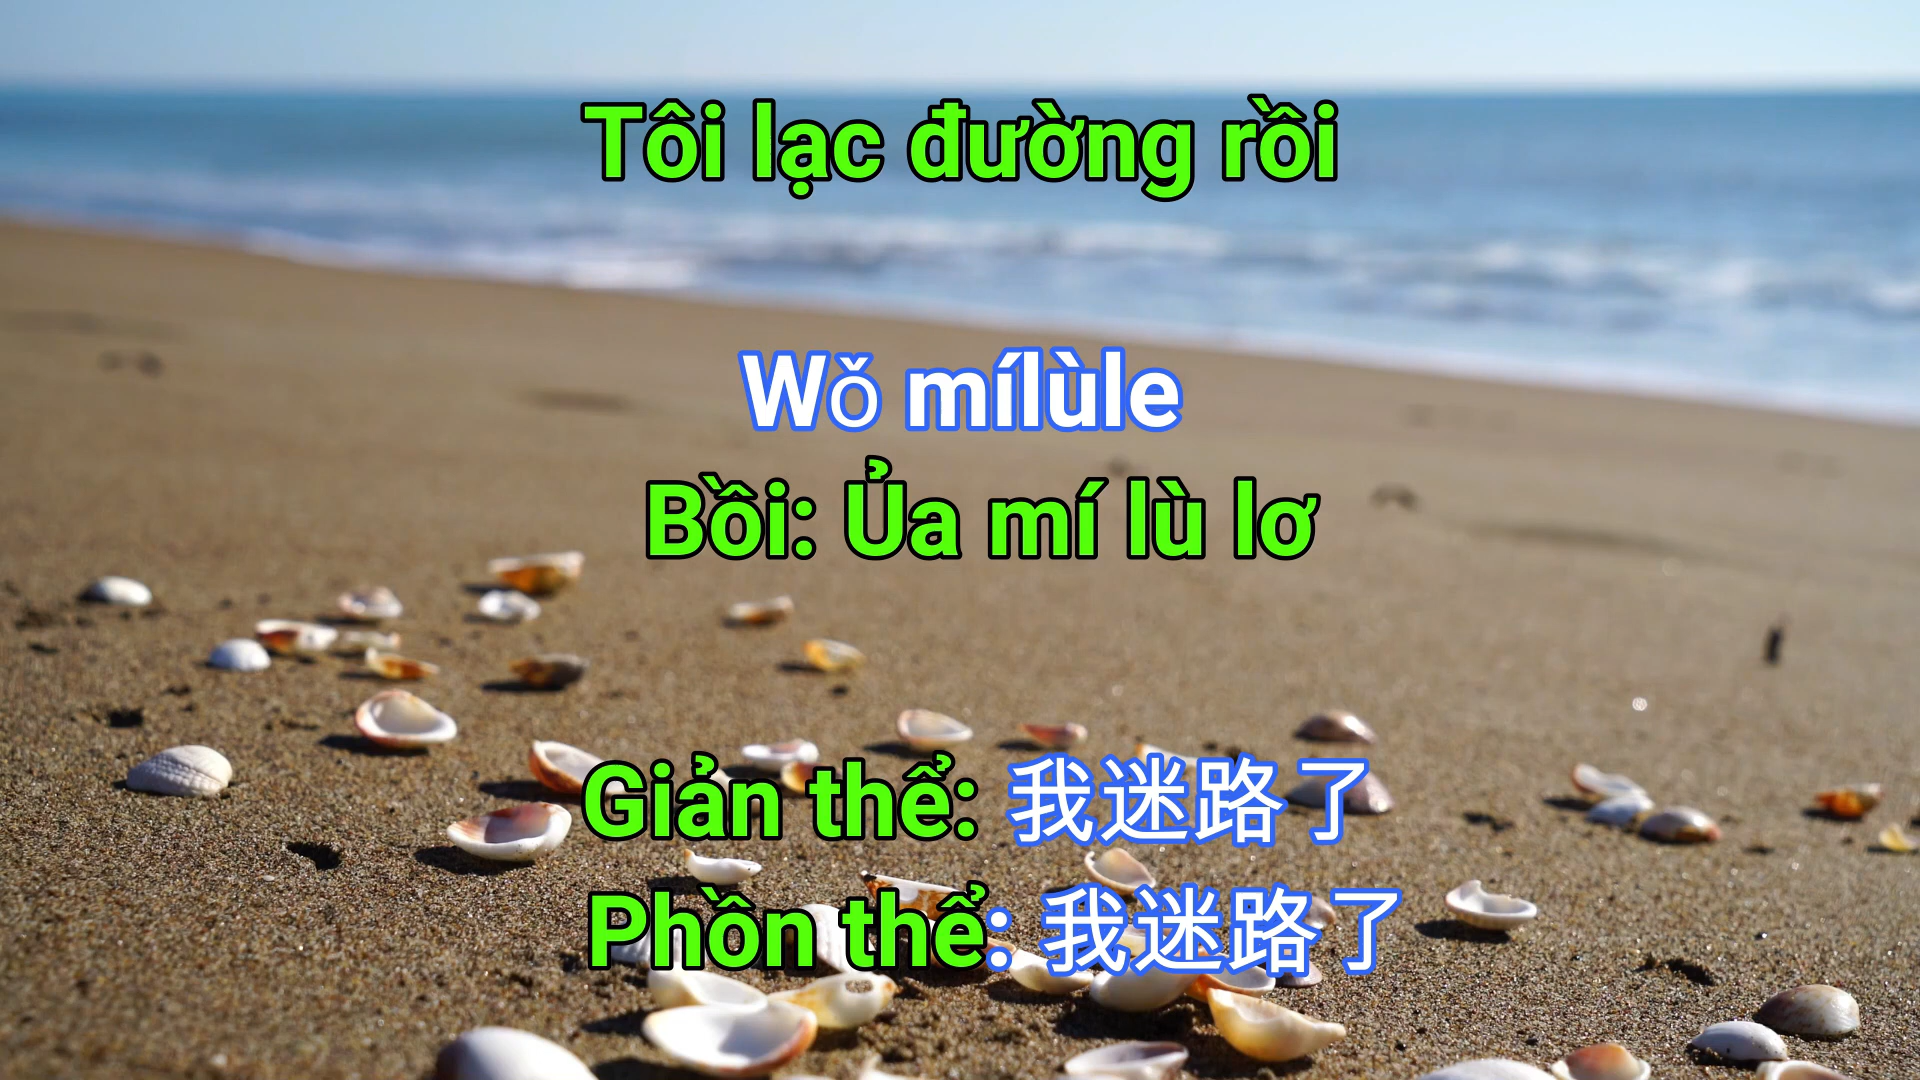 Tôi lạc đường rồi
Wǒ mílùle
Bồi: Ủa mí lù lơ
Giản thể: 我迷路了
Phồn thể: 我迷路了